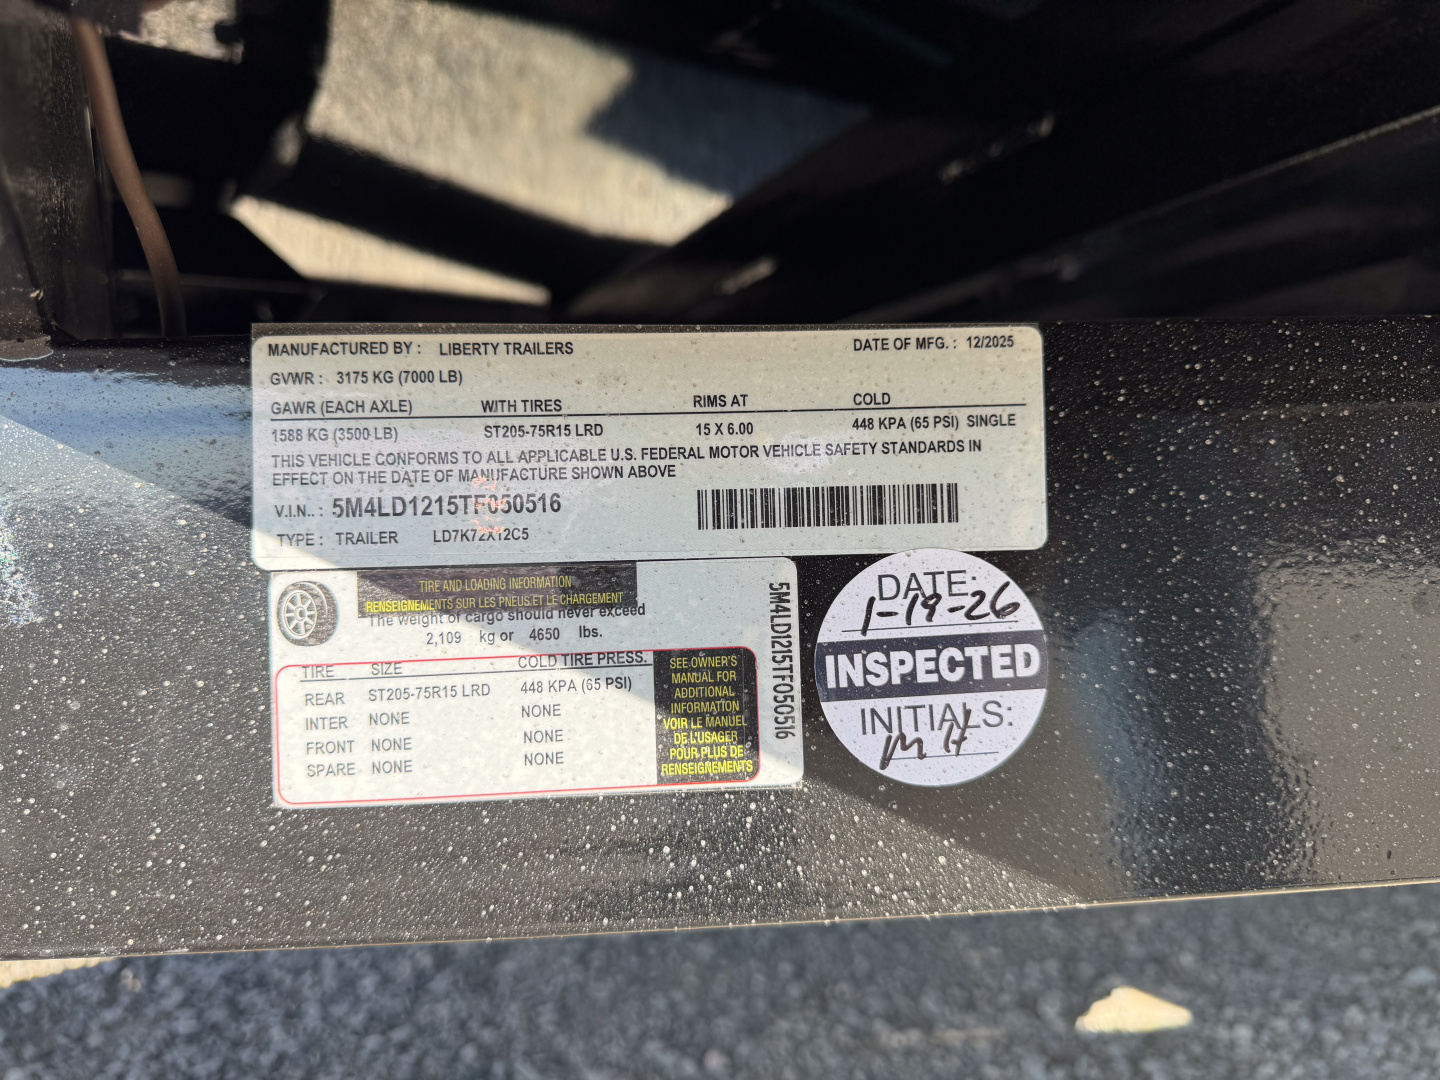 MANUFACTURED BY : LIBERTY TRAILERS DATE OF MFG. : 12/2025
GVWR : 3175 KG (7000 LB)
GAWR (EACH AXLE) WITH TIRES RIMS AT COLD
1588 KG (3500 LB) ST205-75R15 LRD 15 X 6.00 448 KPA (65 PSI) SINGLE
THIS VEHICLE CONFORMS TO ALL APPLICABLE U.S. FEDERAL MOTOR VEHICLE SAFETY STANDARDS IN
EFFECT ON THE DATE OF MANUFACTURE SHOWN ABOVE
V.I.N.. : 5M4LD1215TF050516
TYPE : TRAILER LD7K72X12C5
TIRE AND LOADING INFORMATION
RENSEIGNEMENTS SUR LES PNEUS ET LE CHARGEMENT
The weight of cargo should never exceed
2,109 kg or 4650 lbs.
TIRE SIZE COLD TIRE PRESS.
REAR ST205-75R15 LRD 448 KPA (65 PSI)
INTER NONE NONE
FRONT NONE NONE
SPARE NONE NONE
SEE OWNER'S
MANUAL FOR
ADDITIONAL
INFORMATION
VOIR LE MANUEL
DE L'USAGER
POUR PLUS DE
RENSEIGNEMENTS
5M4LD1215TF050516
DATE:
1-19-26
INSPECTED
INITIALS:
MH